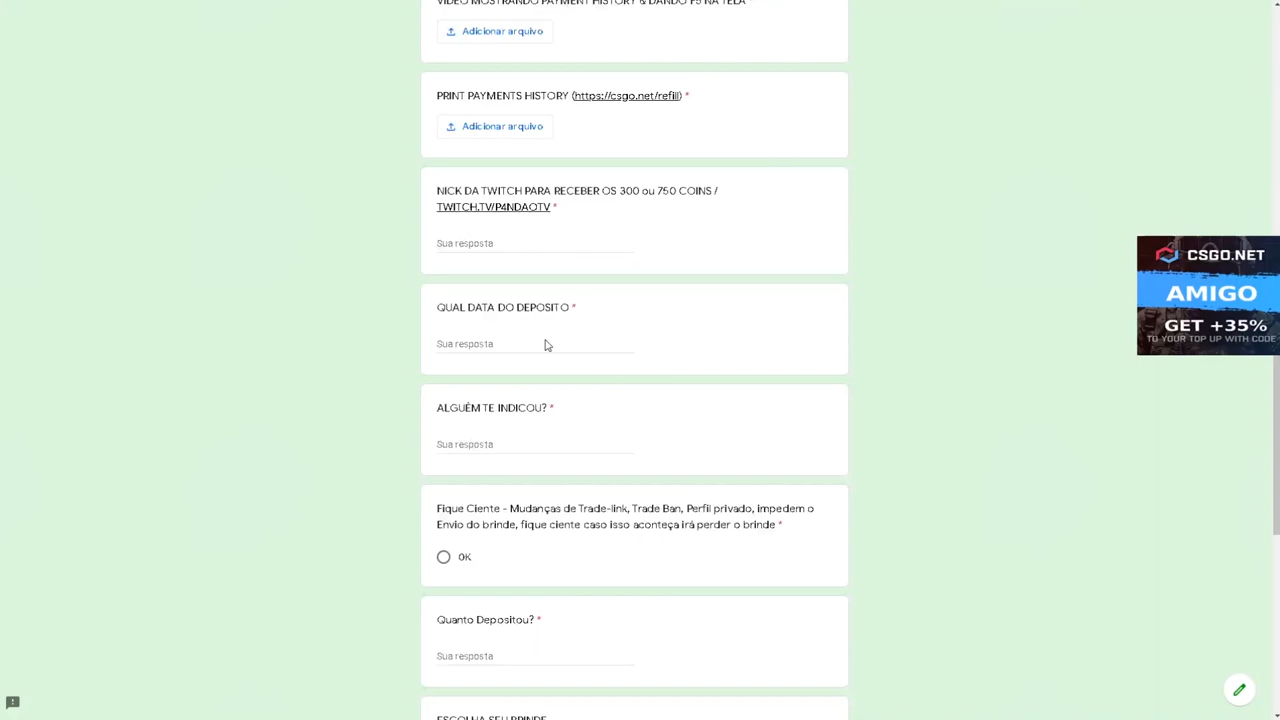 VIDEO MOSTRANDO PAYMENT HISTORY & DANDO F5 NA TELA
Adicionar arquivo
PRINT PAYMENTS HISTORY (https://csgo.net/refill) *
Adicionar arquivo
NICK DA TWITCH PARA RECEBER OS 300 ou 750 COINS /
TWITCH.TV/P4NDAOTV *
Sua resposta
QUAL DATA DO DEPOSITO *
Sua resposta
ALGUÉM TE INDICOU? *
Sua resposta
Fique Ciente - Mudanças de Trade-link, Trade Ban, Perfil privado, impedem o
Envio do brinde, fique ciente caso isso aconteça irá perder o brinde *
OK
Quanto Depositou? *
Sua resposta
ESCOLHA SEU BRINDE
CSGO.NET
AMIGO
GET +35%
TO YOUR TOP UP WITH CODE